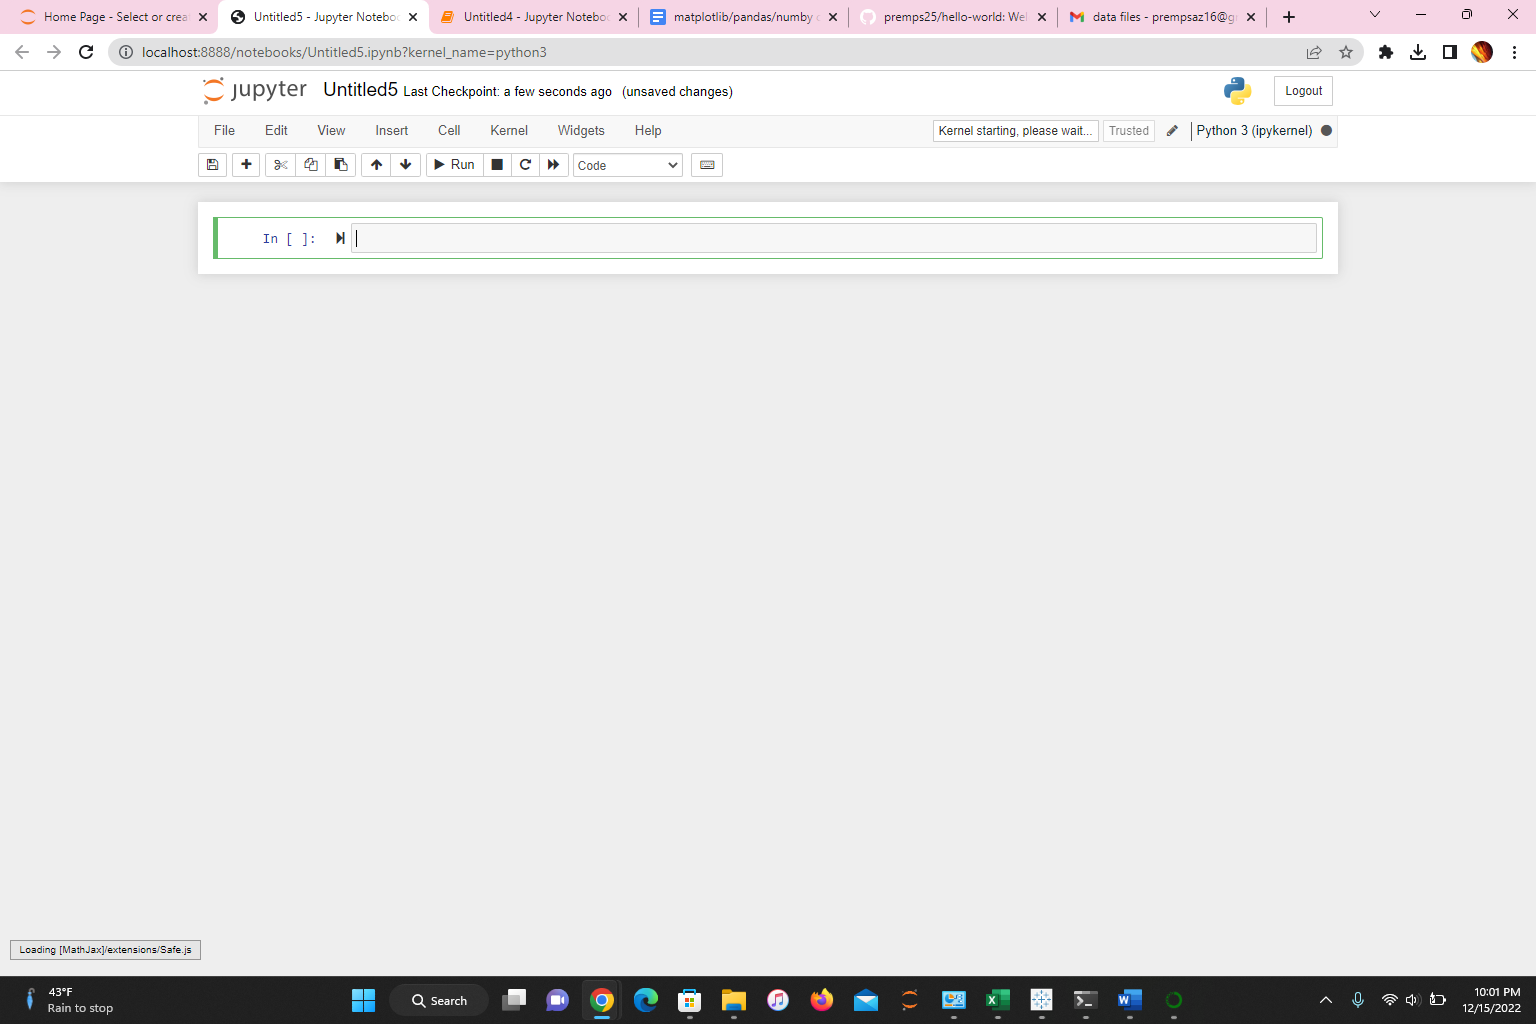 Home Page - Select or crea
Untitled5 - Jupyter Notebo
Untitled4 - Jupyter Notebo
matplotlib/pandas/numby
premps25/hello-world: Wel
data files - prempsaz16@g
localhost:8888/notebooks/Untitled5.ipynb?kernel_name=python3
jupyter Untitled5 Last Checkpoint: a few seconds ago (unsaved changes)
Logout
File Edit View Insert Cell Kernel Widgets Help
Kernel starting, please wait... Trusted Python 3 (ipykernel)
Run Code
In [ ]:
Loading [MathJax]/extensions/Safe.js
43°F
Rain to stop
Search
10:01 PM
12/15/2022